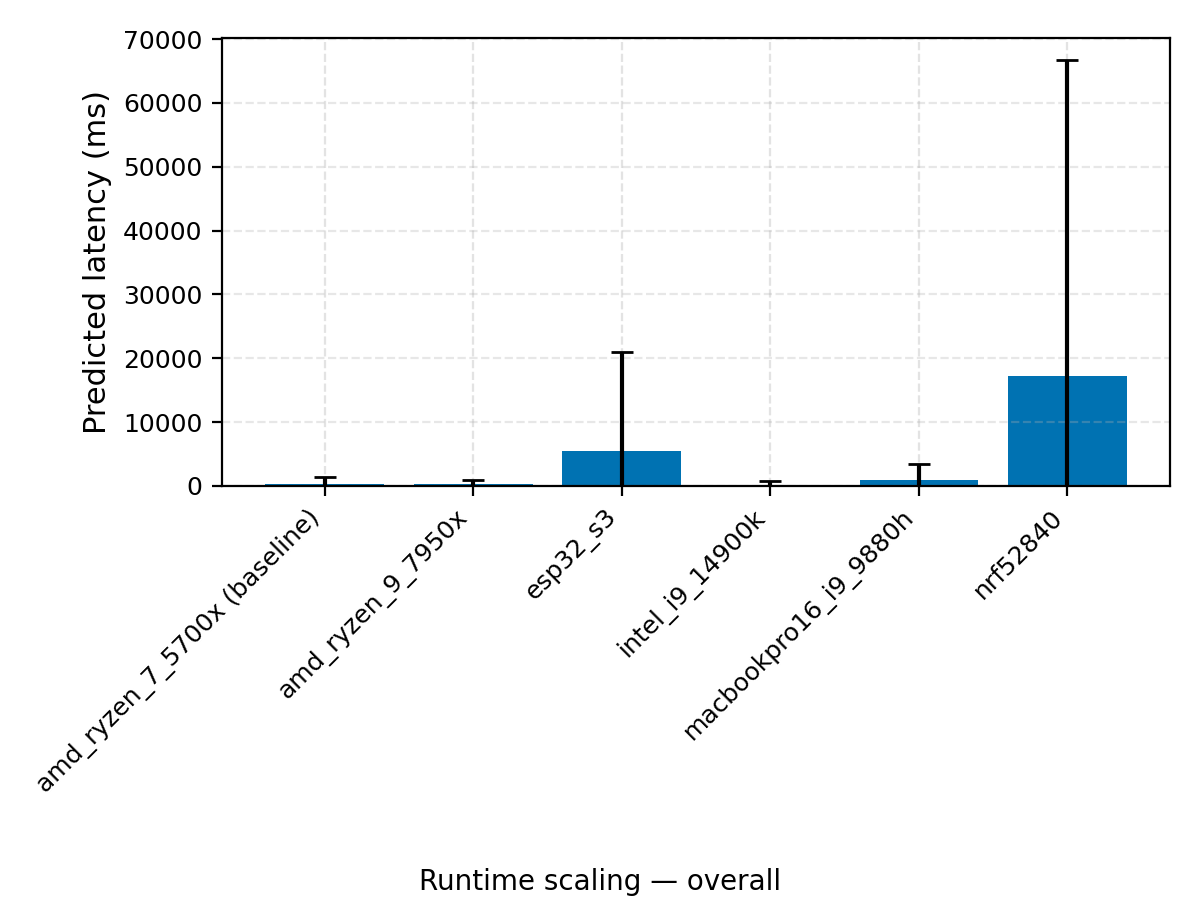 70000
60000
50000
40000
30000
20000
10000
0
Predicted latency (ms)
amd_ryzen_7_5700x (baseline)
amd_ryzen_9_7950x
esp32_s3
intel_i9_14900k
macbookpro16_i9_9880h
nrf52840
Runtime scaling — overall